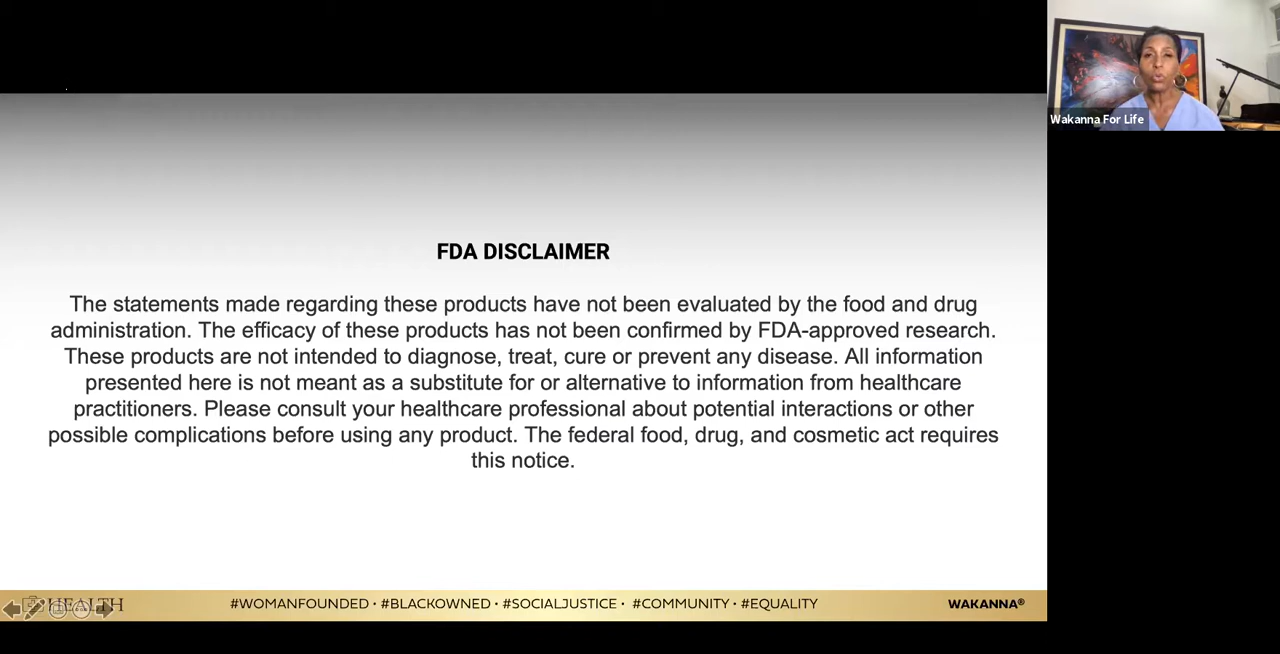 Wakanna For Life
FDA DISCLAIMER
The statements made regarding these products have not been evaluated by the food and drug
administration. The efficacy of these products has not been confirmed by FDA-approved research.
These products are not intended to diagnose, treat, cure or prevent any disease. All information
presented here is not meant as a substitute for or alternative to information from healthcare
practitioners. Please consult your healthcare professional about potential interactions or other
possible complications before using any product. The federal food, drug, and cosmetic act requires
this notice.
HEALTH
#WOMANFOUNDED · #BLACKOWNED · #SOCIALJUSTICE · #COMMUNITY · #EQUALITY
WAKANNA®